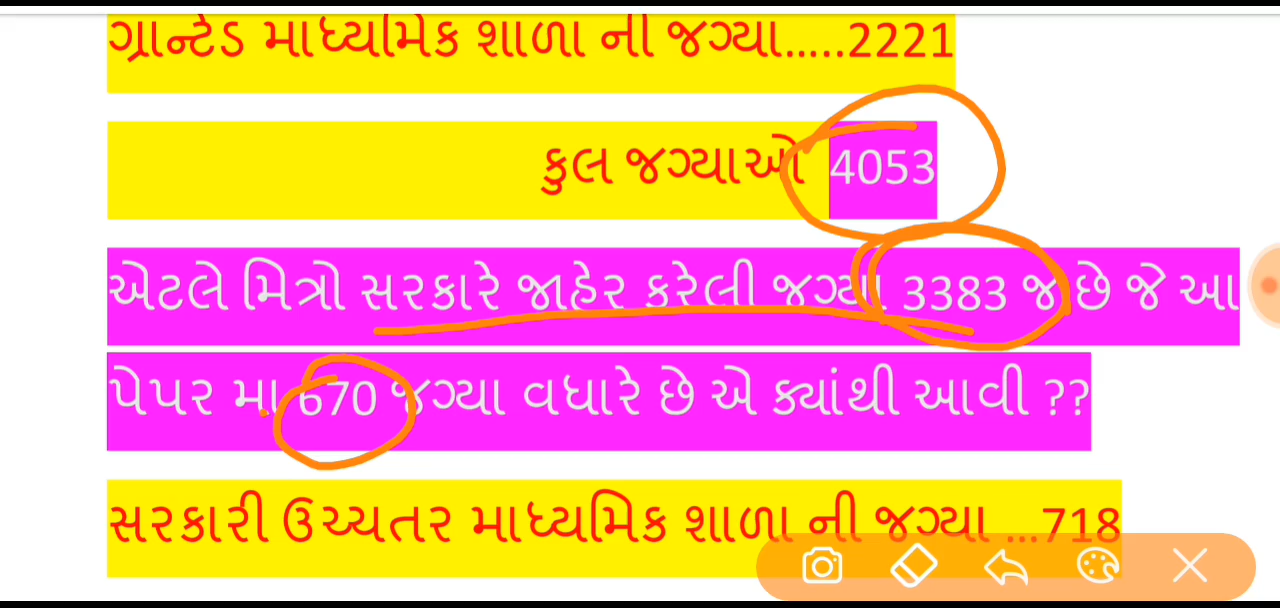 ગ્રાન્ટેડ માધ્યમિક શાળા ની જગ્યા.....2221
કુલ જગ્યાઓ 4053
એટલે મિત્રો સરકારે જાહેર કરેલી જગ્યા 3383 જ છે જે આ
પેપર મા 670 જગ્યા વધારે છે એ ક્યાંથી આવી ??
સરકારી ઉચ્ચતર માધ્યમિક શાળા ની જગ્યા ...718